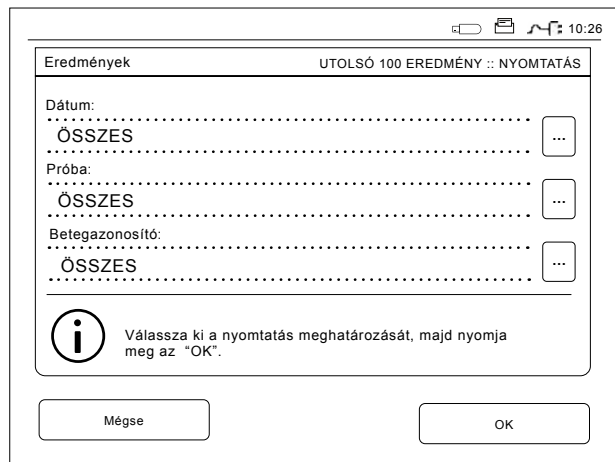 10:26
Eredmények UTOLSÓ 100 EREDMÉNY :: NYOMTATÁS
Dátum:
ÖSSZES
...
Próba:
ÖSSZES
...
Betegazonosító:
ÖSSZES
...
Válassza ki a nyomtatás meghatározását, majd nyomja
meg az “OK”.
Mégse OK